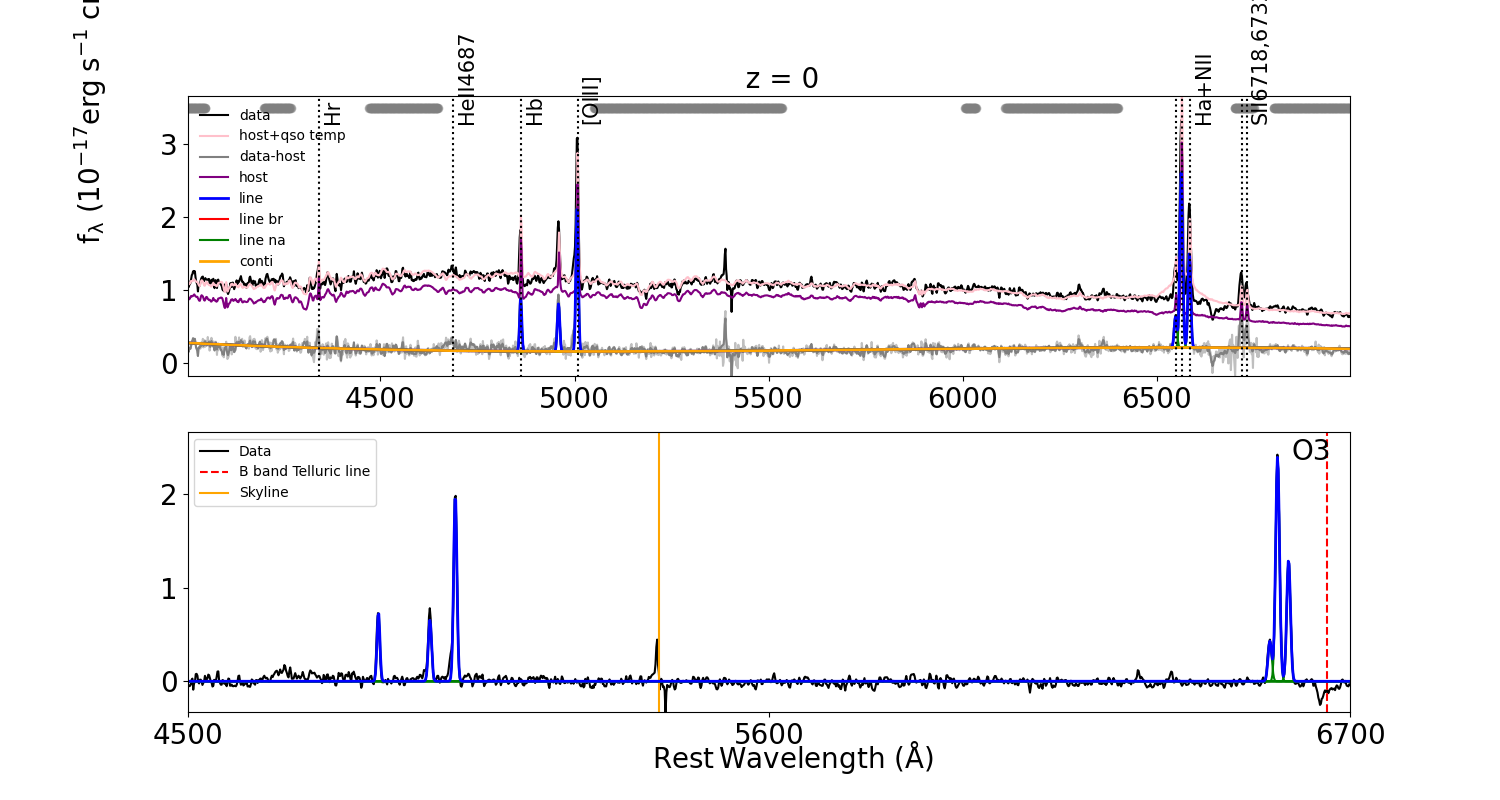 z = 0
f_λ (10^−17 erg s^−1
Hr
HeII4687
Hb
[OIII]
Ha+NII
SII6718,673
data
host+qso temp
data-host
host
line
line br
line na
conti
3
2
1
0
4500 5000 5500 6000 6500
Data
B band Telluric line
Skyline
O3
2
1
0
4500 5600 6700
Rest Wavelength (Å)